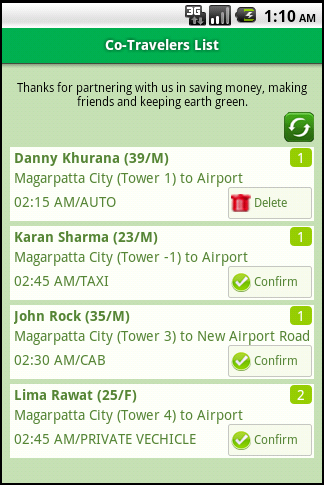 3G
1:10 AM
Co-Travelers List
Thanks for partnering with us in saving money, making
friends and keeping earth green.
Danny Khurana (39/M) 1
Magarpatta City (Tower 1) to Airport
02:15 AM/AUTO Delete
Karan Sharma (23/M) 1
Magarpatta City (Tower -1) to Airport
02:45 AM/TAXI Confirm
John Rock (35/M) 1
Magarpatta City (Tower 3) to New Airport Road
02:30 AM/CAB Confirm
Lima Rawat (25/F) 2
Magarpatta City (Tower 4) to Airport
02:45 AM/PRIVATE VECHICLE Confirm